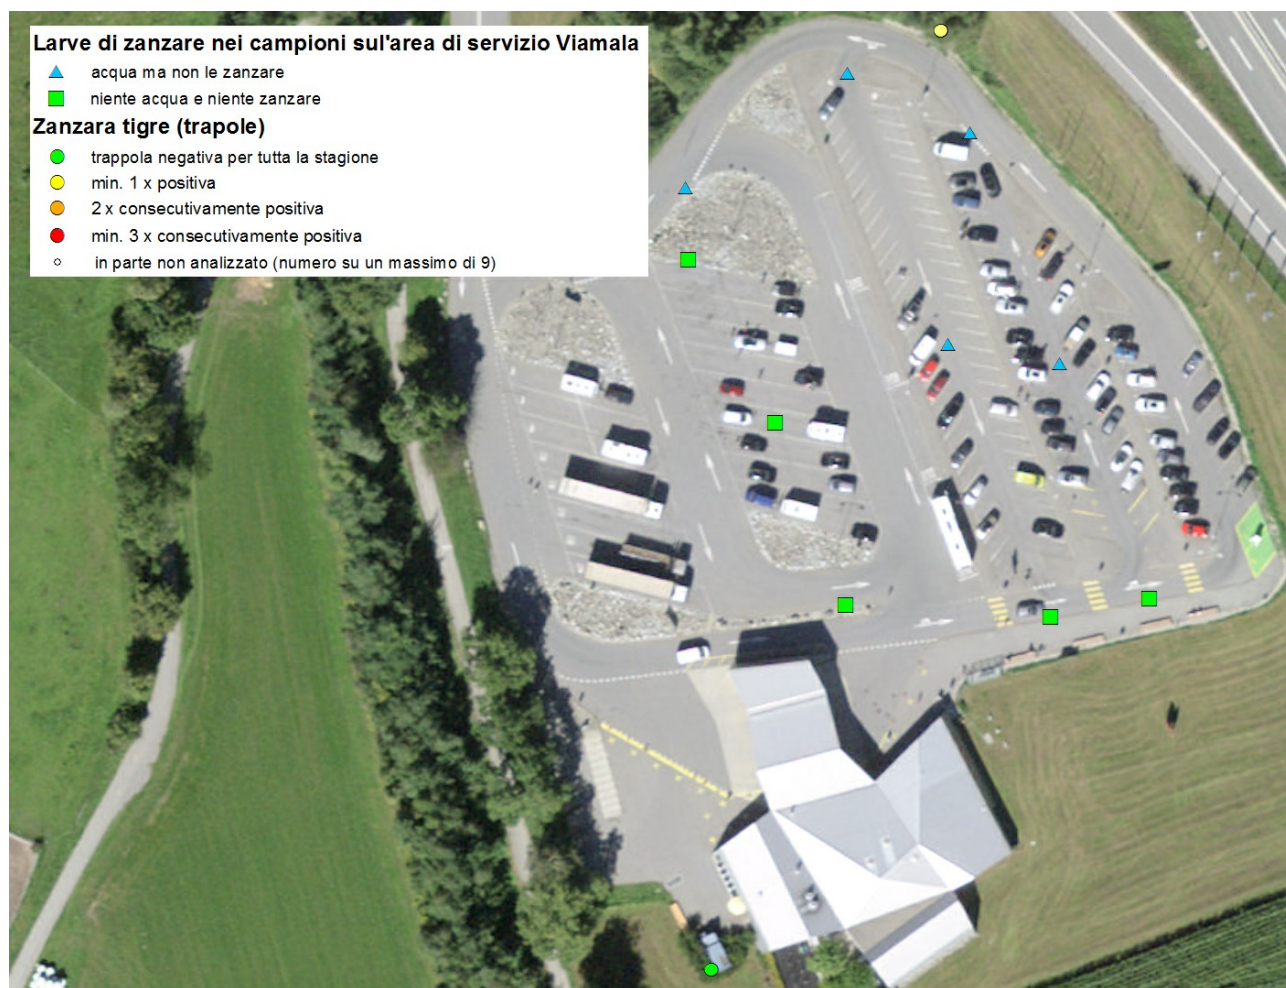 Larve di zanzare nei campioni sull'area di servizio Viamala
acqua ma non le zanzare
niente acqua e niente zanzare
Zanzara tigre (trapole)
trappola negativa per tutta la stagione
min. 1 x positiva
2 x consecutivamente positiva
min. 3 x consecutivamente positiva
in parte non analizzato (numero su un massimo di 9)